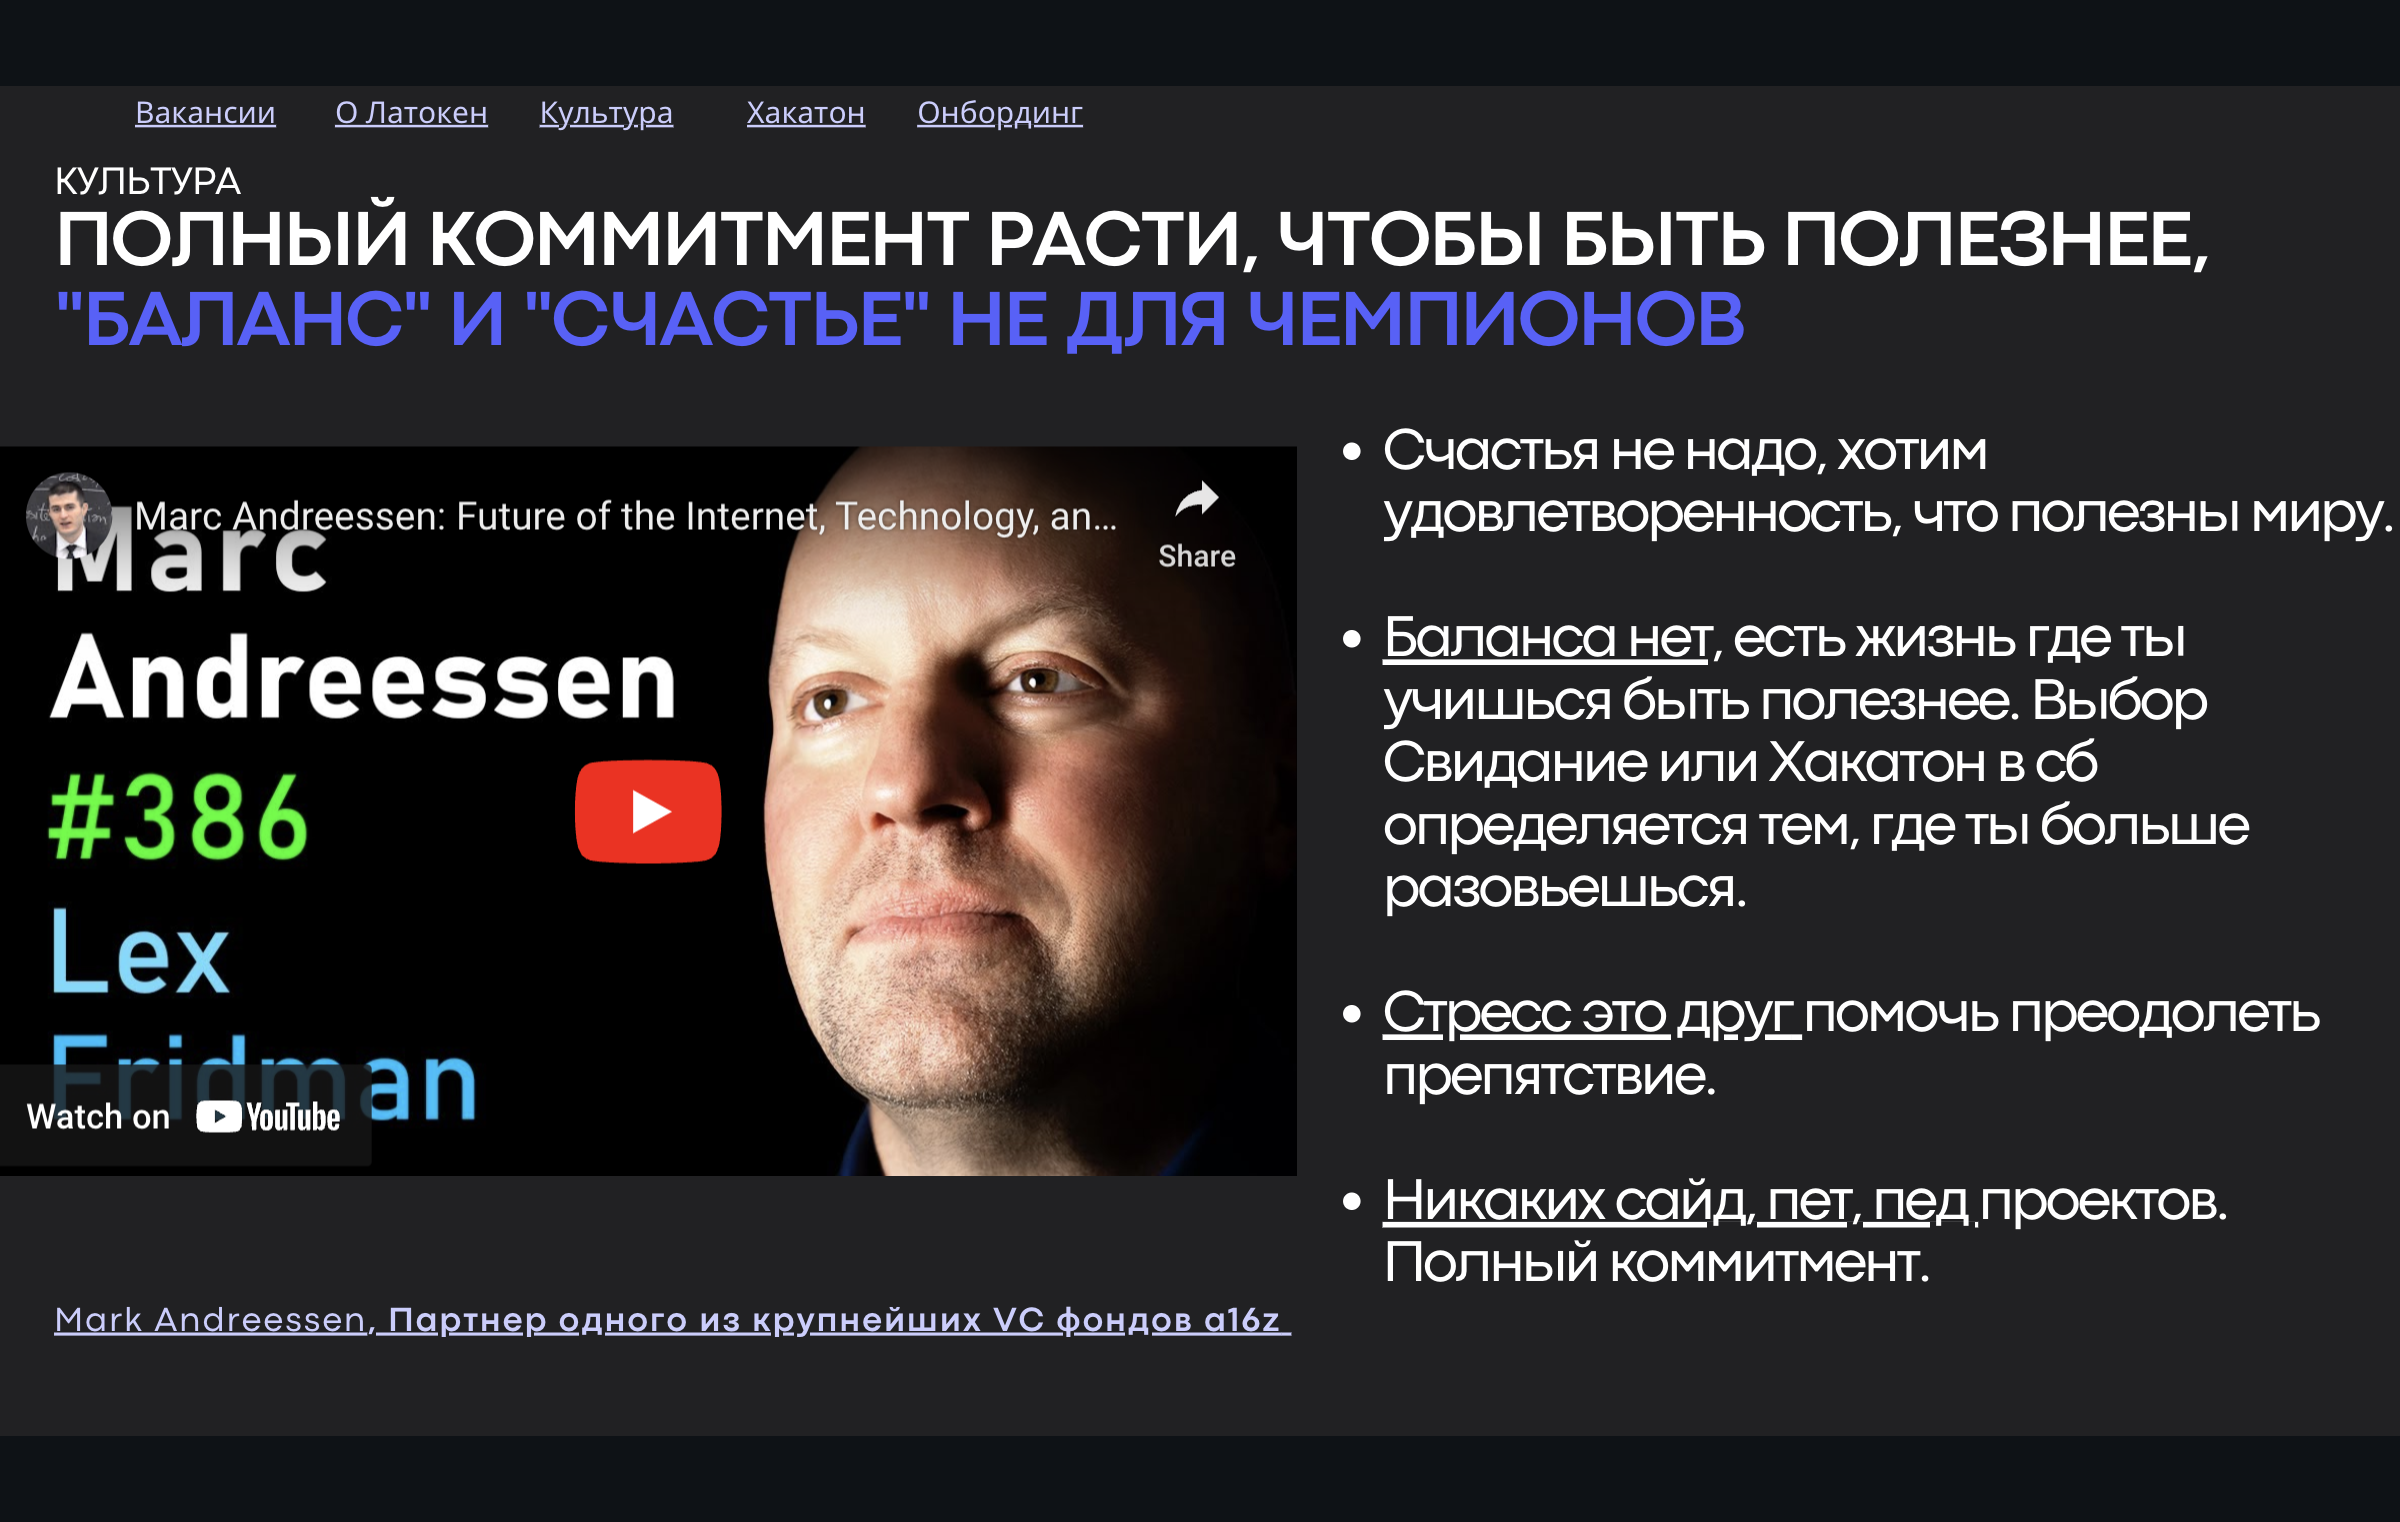 Вакансии О Латокен Культура Хакатон Онбординг
КУЛЬТУРА
ПОЛНЫЙ КОММИТМЕНТ РАСТИ, ЧТОБЫ БЫТЬ ПОЛЕЗНЕЕ,
"БАЛАНС" И "СЧАСТЬЕ" НЕ ДЛЯ ЧЕМПИОНОВ
Marc Andreessen: Future of the Internet, Technology, an...
Share
Marc
Andreessen
#386
Lex
Fridman
Watch on YouTube
Mark Andreessen, Партнер одного из крупнейших VC фондов a16z
• Счастья не надо, хотим
удовлетворенность, что полезны миру.
• Баланса нет, есть жизнь где ты
учишься быть полезнее. Выбор
Свидание или Хакатон в сб
определяется тем, где ты больше
разовьешься.
• Стресс это друг помочь преодолеть
препятствие.
• Никаких сайд, пет, пед проектов.
Полный коммитмент.